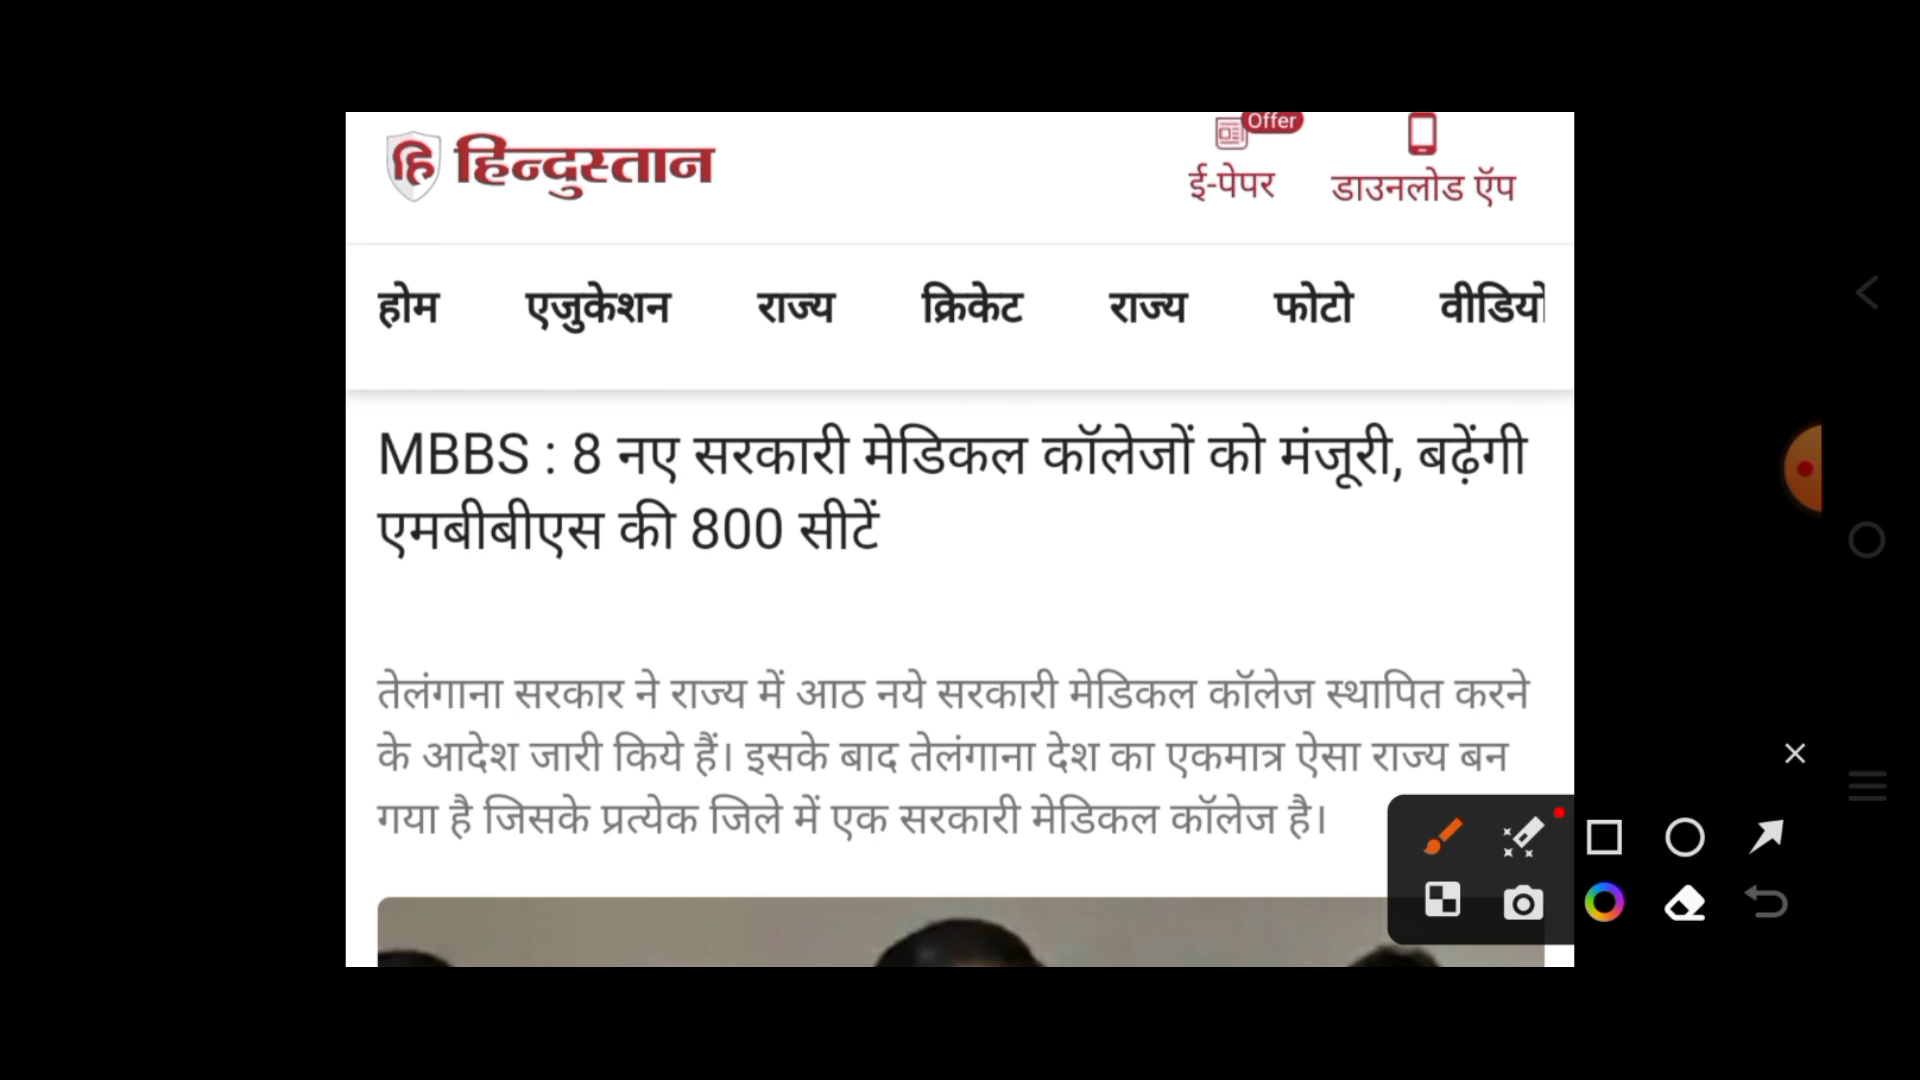 हि हिन्दुस्तान
Offer
ई-पेपर
डाउनलोड ऍप
होम एजुकेशन राज्य क्रिकेट राज्य फोटो वीडियो
MBBS : 8 नए सरकारी मेडिकल कॉलेजों को मंजूरी, बढ़ेंगी
एमबीबीएस की 800 सीटें
तेलंगाना सरकार ने राज्य में आठ नये सरकारी मेडिकल कॉलेज स्थापित करने
के आदेश जारी किये हैं। इसके बाद तेलंगाना देश का एकमात्र ऐसा राज्य बन
गया है जिसके प्रत्येक जिले में एक सरकारी मेडिकल कॉलेज है।